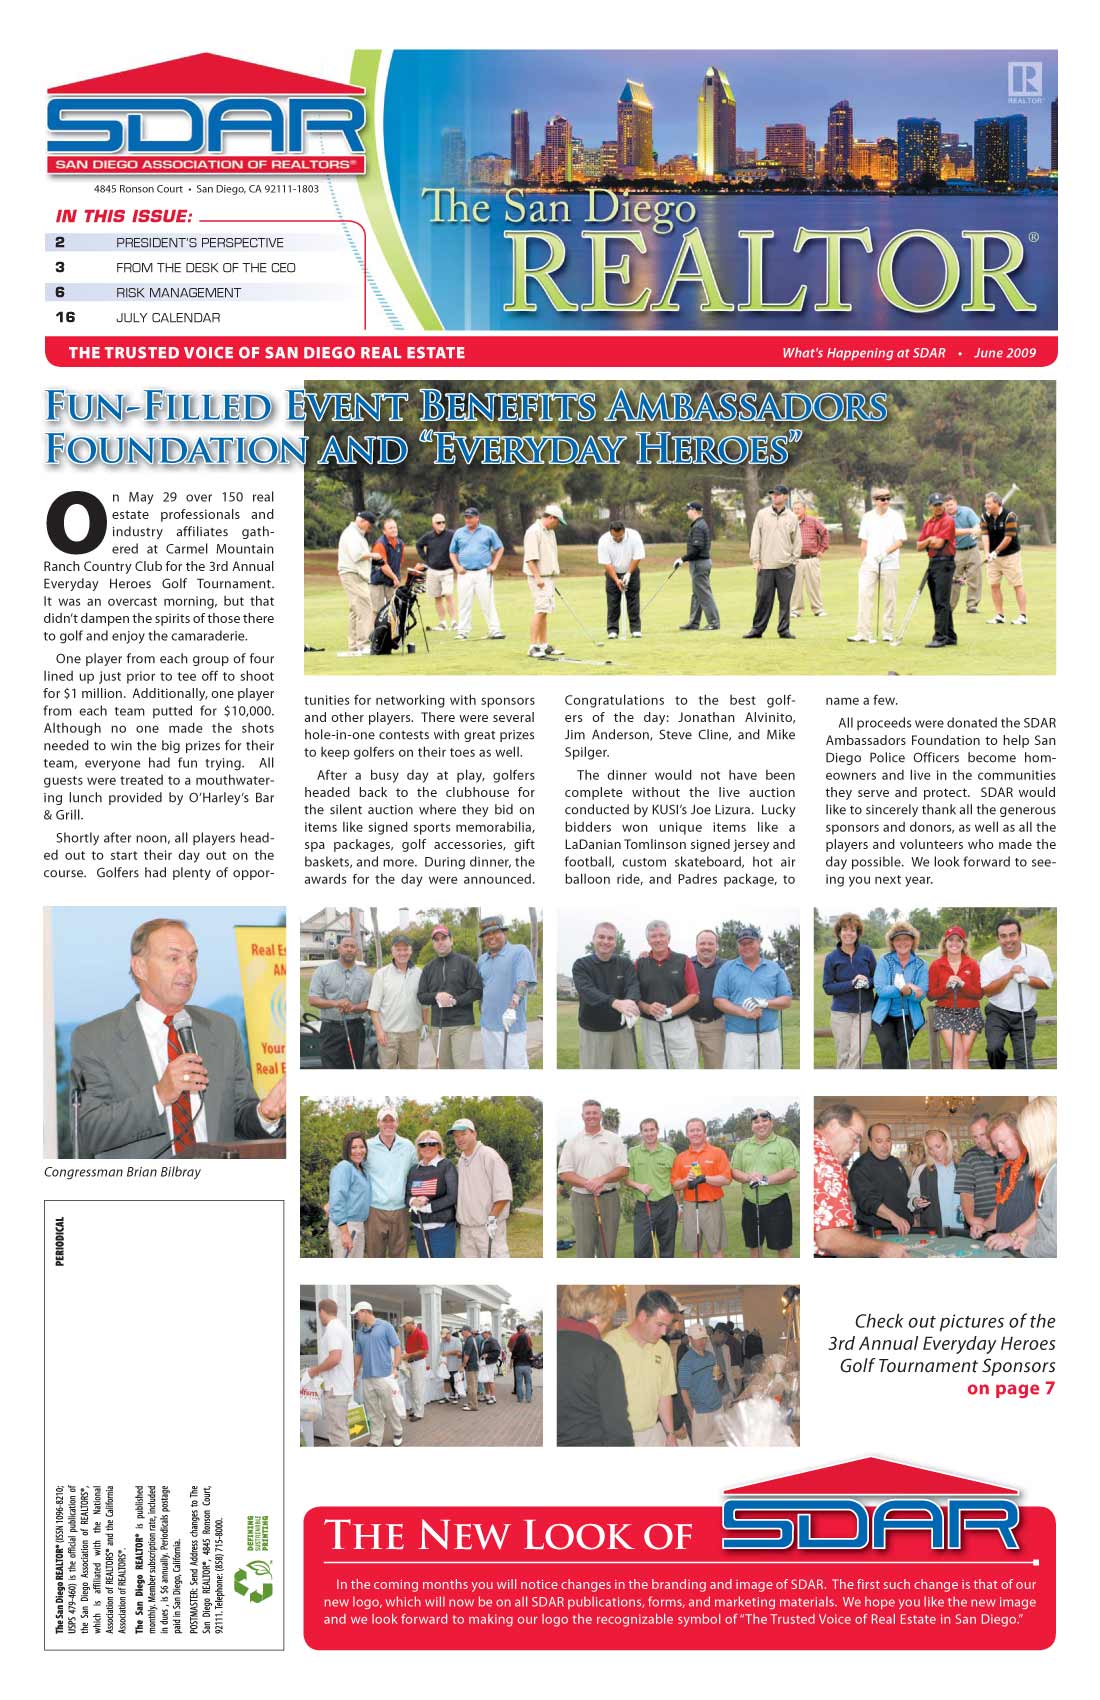 SDAR
SAN DIEGO ASSOCIATION OF REALTORS®
4845 Ronson Court • San Diego, CA 92111-1803
IN THIS ISSUE:
2 PRESIDENT'S PERSPECTIVE
3 FROM THE DESK OF THE CEO
6 RISK MANAGEMENT
16 JULY CALENDAR
R
REALTOR®
The San Diego
REALTOR®
THE TRUSTED VOICE OF SAN DIEGO REAL ESTATE
What's Happening at SDAR • June 2009
FUN-FILLED EVENT BENEFITS AMBASSADORS
FOUNDATION AND “EVERYDAY HEROES”
On May 29 over 150 real
estate professionals and
industry affiliates gath-
ered at Carmel Mountain
Ranch Country Club for the 3rd Annual
Everyday Heroes Golf Tournament.
It was an overcast morning, but that
didn’t dampen the spirits of those there
to golf and enjoy the camaraderie.
One player from each group of four
lined up just prior to tee off to shoot
for $1 million. Additionally, one player
from each team putted for $10,000.
Although no one made the shots
needed to win the big prizes for their
team, everyone had fun trying. All
guests were treated to a mouthwater-
ing lunch provided by O’Harley’s Bar
& Grill.
Shortly after noon, all players head-
ed out to start their day out on the
course. Golfers had plenty of oppor-
tunities for networking with sponsors
and other players. There were several
hole-in-one contests with great prizes
to keep golfers on their toes as well.
After a busy day at play, golfers
headed back to the clubhouse for
the silent auction where they bid on
items like signed sports memorabilia,
spa packages, golf accessories, gift
baskets, and more. During dinner, the
awards for the day were announced.
Congratulations to the best golf-
ers of the day: Jonathan Alvinito,
Jim Anderson, Steve Cline, and Mike
Spilger.
The dinner would not have been
complete without the live auction
conducted by KUSI’s Joe Lizura. Lucky
bidders won unique items like a
LaDanian Tomlinson signed jersey and
football, custom skateboard, hot air
balloon ride, and Padres package, to
name a few.
All proceeds were donated the SDAR
Ambassadors Foundation to help San
Diego Police Officers become hom-
eowners and live in the communities
they serve and protect. SDAR would
like to sincerely thank all the generous
sponsors and donors, as well as all the
players and volunteers who made the
day possible. We look forward to see-
ing you next year.
Real Es
AM
Your
Real E
Congressman Brian Bilbray
PERIODICAL
The San Diego REALTOR® (ISSN 1096-8210;
USPS 479-460) is the official publication of
the San Diego Association of REALTORS®,
which is affiliated with the National
Association of REALTORS® and the California
Association of REALTORS®.
The San Diego REALTOR® is published
monthly. Member subscription rate, included
in dues , is $6 annually. Periodicals postage
paid in San Diego, California.
POSTMASTER: Send Address changes to The
San Diego REALTOR®, 4845 Ronson Court,
92111. Telephone: (858) 715-8000.
DEFINING
SUSTAINABLE
PRINTING
Check out pictures of the
3rd Annual Everyday Heroes
Golf Tournament Sponsors
on page 7
THE NEW LOOK OF SDAR
In the coming months you will notice changes in the branding and image of SDAR. The first such change is that of our
new logo, which will now be on all SDAR publications, forms, and marketing materials. We hope you like the new image
and we look forward to making our logo the recognizable symbol of “The Trusted Voice of Real Estate in San Diego.”